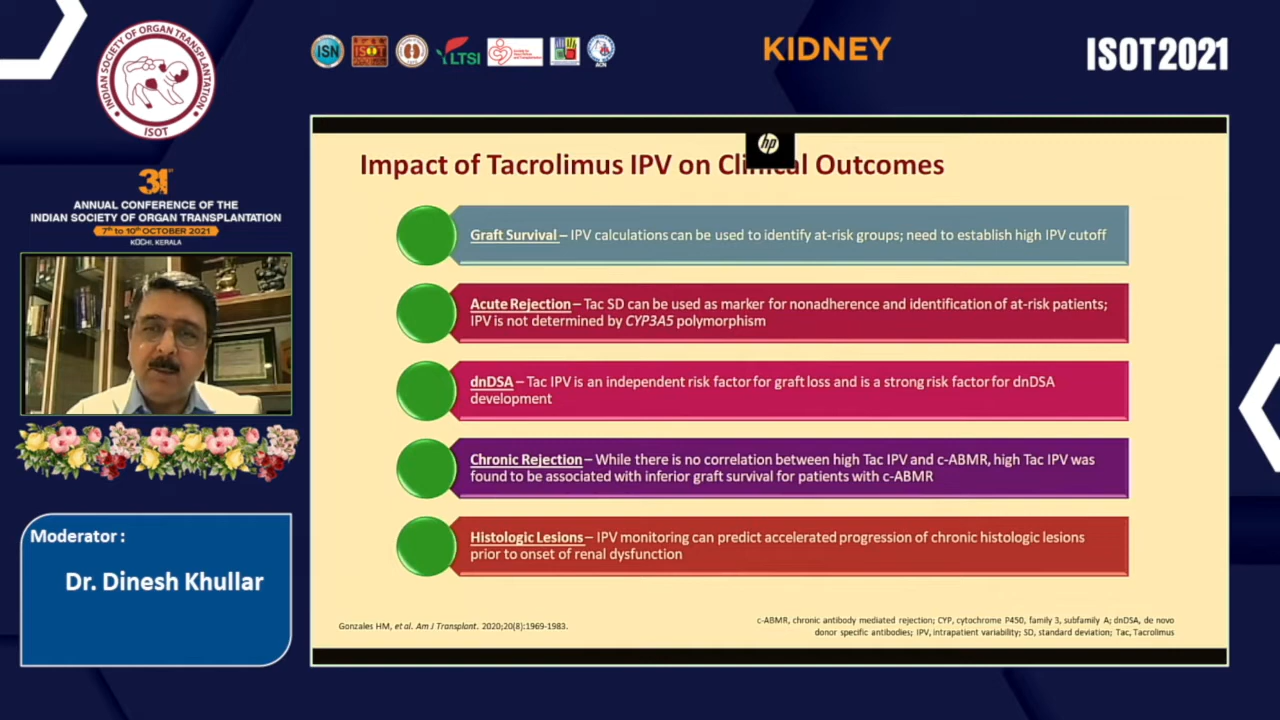 INDIAN SOCIETY OF ORGAN TRANSPLANTATION
ISOT
31st
ANNUAL CONFERENCE OF THE
INDIAN SOCIETY OF ORGAN TRANSPLANTATION
7th to 10th OCTOBER 2021
KOCHI, KERALA
ISN
ISOT
LTSI
KIDNEY
ISOT2021
hp
Impact of Tacrolimus IPV on Clinical Outcomes
Graft Survival – IPV calculations can be used to identify at-risk groups; need to establish high IPV cutoff
Acute Rejection – Tac SD can be used as marker for nonadherence and identification of at-risk patients;
IPV is not determined by CYP3A5 polymorphism
dnDSA – Tac IPV is an independent risk factor for graft loss and is a strong risk factor for dnDSA
development
Chronic Rejection – While there is no correlation between high Tac IPV and c-ABMR, high Tac IPV was
found to be associated with inferior graft survival for patients with c-ABMR
Histologic Lesions – IPV monitoring can predict accelerated progression of chronic histologic lesions
prior to onset of renal dysfunction
Gonzales HM, et al. Am J Transplant. 2020;20(8):1969-1983.
c-ABMR, chronic antibody mediated rejection; CYP, cytochrome P450, family 3, subfamily A; dnDSA, de novo
donor specific antibodies; IPV, intrapatient variability; SD, standard deviation; Tac, Tacrolimus
Moderator :
Dr. Dinesh Khullar